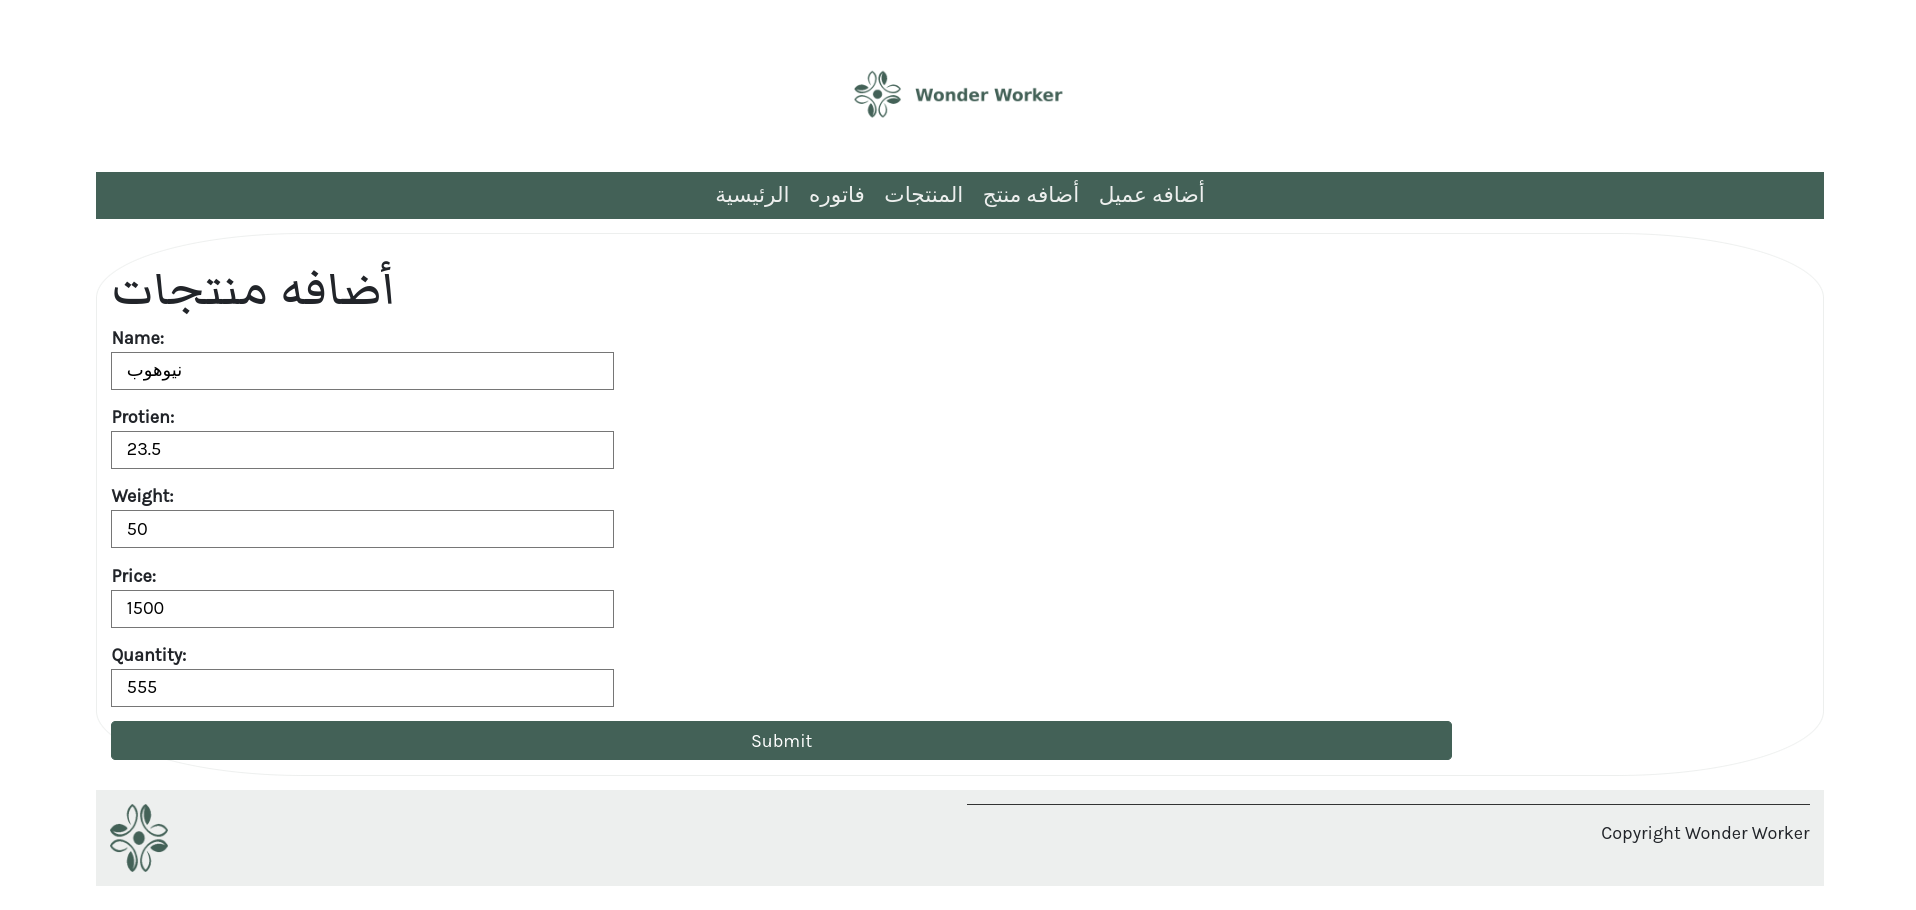 Wonder Worker
الرئيسية فاتوره المنتجات أضافه منتج أضافه عميل
أضافه منتجات
Name:
نيوهوب
Protien:
23.5
Weight:
50
Price:
1500
Quantity:
555
Submit
Copyright Wonder Worker